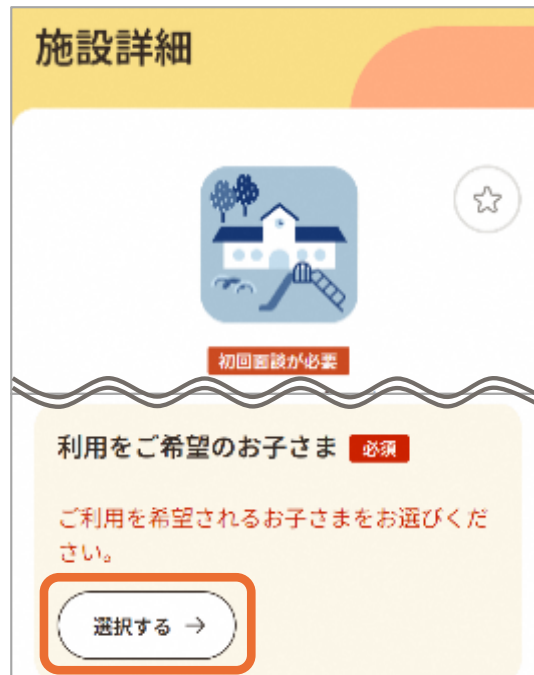 施設詳細
初回面談が必要
利用をご希望のお子さま 必須
ご利用を希望されるお子さまをお選びくだ
さい。
選択する →